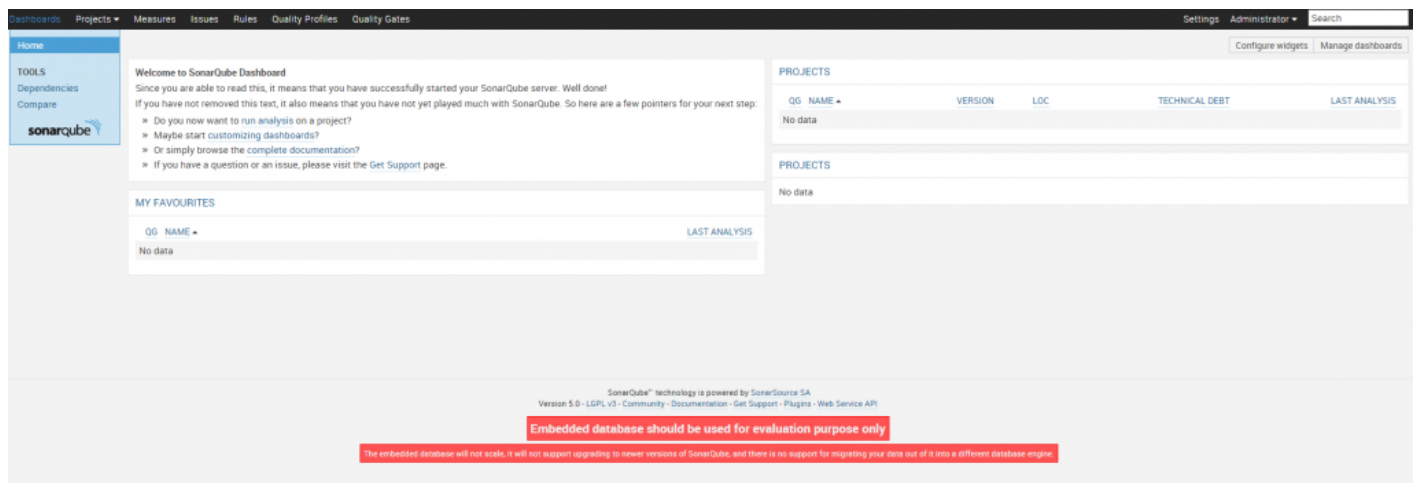 Dashboards Projects Measures Issues Rules Quality Profiles Quality Gates Settings Administrator Search
Home
TOOLS
Dependencies
Compare
sonarqube
Configure widgets Manage dashboards
Welcome to SonarQube Dashboard
Since you are able to read this, it means that you have successfully started your SonarQube server. Well done!
If you have not removed this text, it also means that you have not yet played much with SonarQube. So here are a few pointers for your next step:
» Do you now want to run analysis on a project?
» Maybe start customizing dashboards?
» Or simply browse the complete documentation?
» If you have a question or an issue, please visit the Get Support page.
MY FAVOURITES
QG NAME LAST ANALYSIS
No data
PROJECTS
QG NAME VERSION LOC TECHNICAL DEBT LAST ANALYSIS
No data
PROJECTS
No data
SonarQube™ technology is powered by SonarSource SA
Version 5.0 - LGPL v3 - Community - Documentation - Get Support - Plugins - Web Service API
Embedded database should be used for evaluation purpose only
The embedded database will not scale, it will not support upgrading to newer versions of SonarQube, and there is no support for migrating your data out of it into a different database engine.